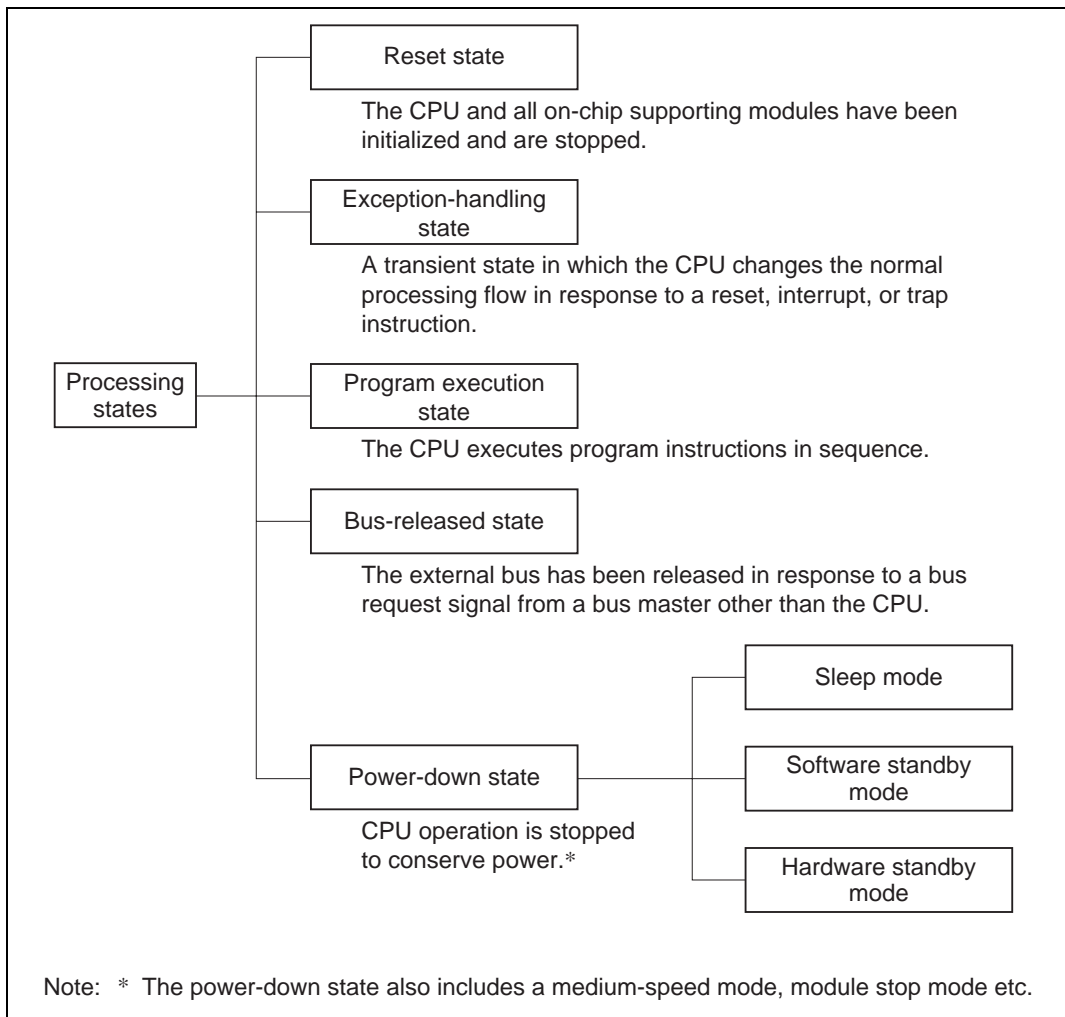 Reset state
The CPU and all on-chip supporting modules have been
initialized and are stopped.
Exception-handling
state
A transient state in which the CPU changes the normal
processing flow in response to a reset, interrupt, or trap
instruction.
Processing
states
Program execution
state
The CPU executes program instructions in sequence.
Bus-released state
The external bus has been released in response to a bus
request signal from a bus master other than the CPU.
Power-down state
CPU operation is stopped
to conserve power.*
Sleep mode
Software standby
mode
Hardware standby
mode
Note: * The power-down state also includes a medium-speed mode, module stop mode etc.